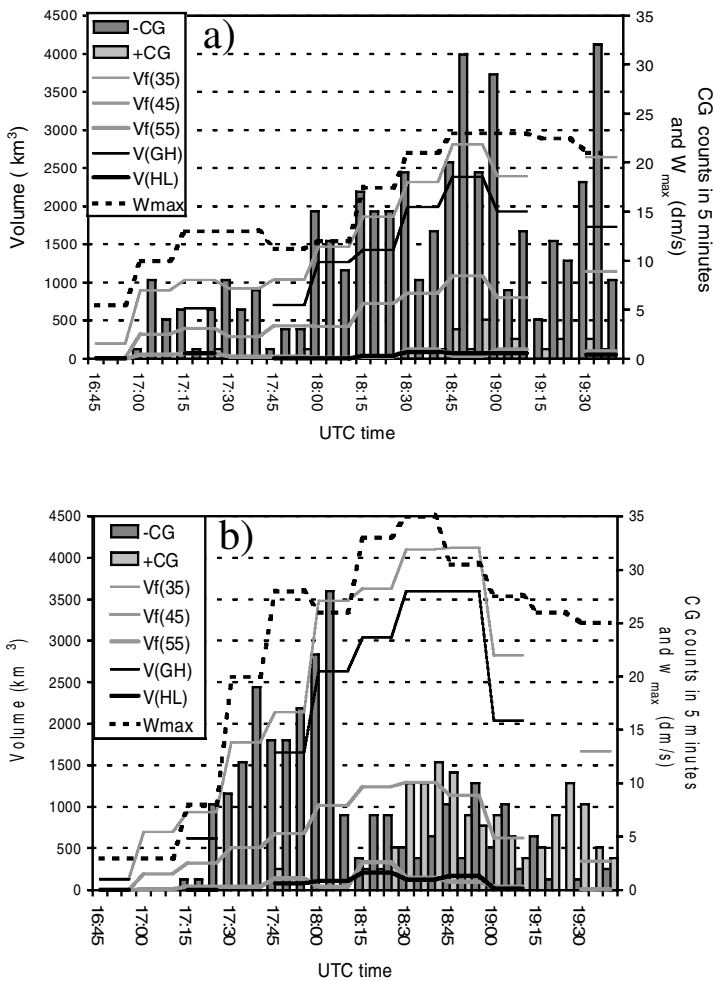 a)
4500
4000
3500
3000
2500
2000
1500
1000
500
0
Volume ( km³)
-CG
+CG
Vf(35)
Vf(45)
Vf(55)
V(GH)
V(HL)
Wmax
35
30
25
20
15
10
5
0
CG counts in 5 minutes
and W max (dm/s)
16:45
17:00
17:15
17:30
17:45
18:00
18:15
18:30
18:45
19:00
19:15
19:30
UTC time
b)
4500
4000
3500
3000
2500
2000
1500
1000
500
0
Volume (km ³)
-CG
+CG
Vf(35)
Vf(45)
Vf(55)
V(GH)
V(HL)
Wmax
35
30
25
20
15
10
5
0
CG counts in 5 minutes
and w max (dm/s)
16:45
17:00
17:15
17:30
17:45
18:00
18:15
18:30
18:45
19:00
19:15
19:30
UTC time